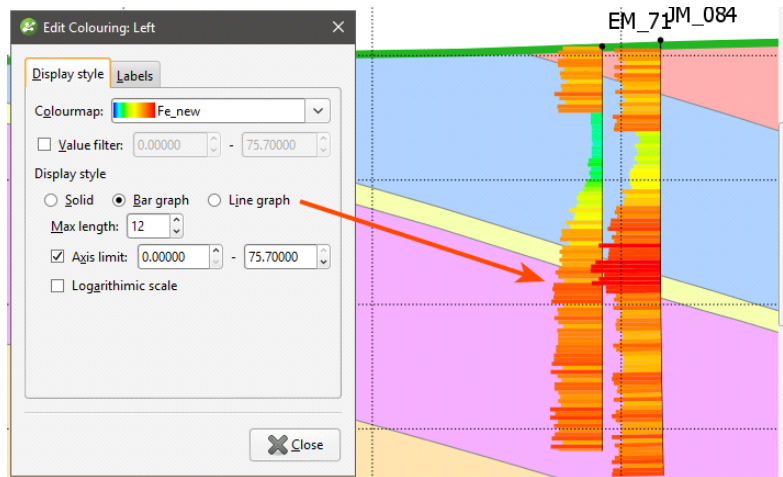 Edit Colouring: Left
Display style Labels
Colourmap: Fe_new
Value filter: 0.00000 - 75.70000
Display style
Solid Bar graph Line graph
Max length: 12
Axis limit: 0.00000 - 75.70000
Logarithimic scale
Close
EM_71 JM_084